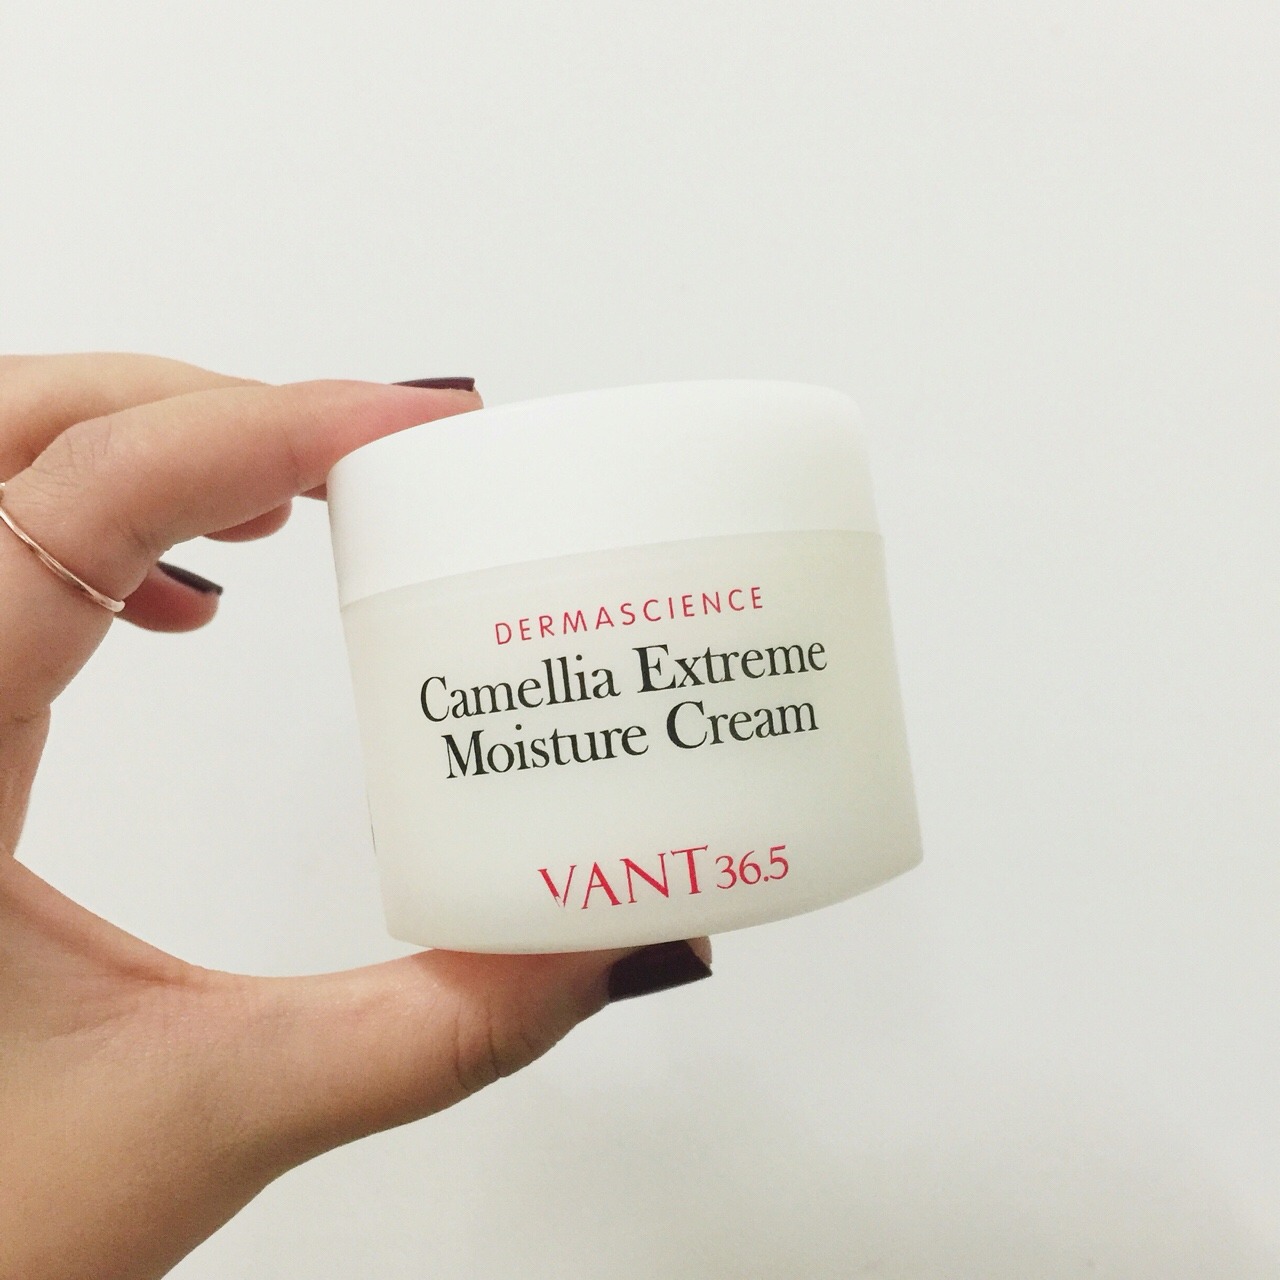 DERMASCIENCE
Camellia Extreme
Moisture Cream
VANT 36.5